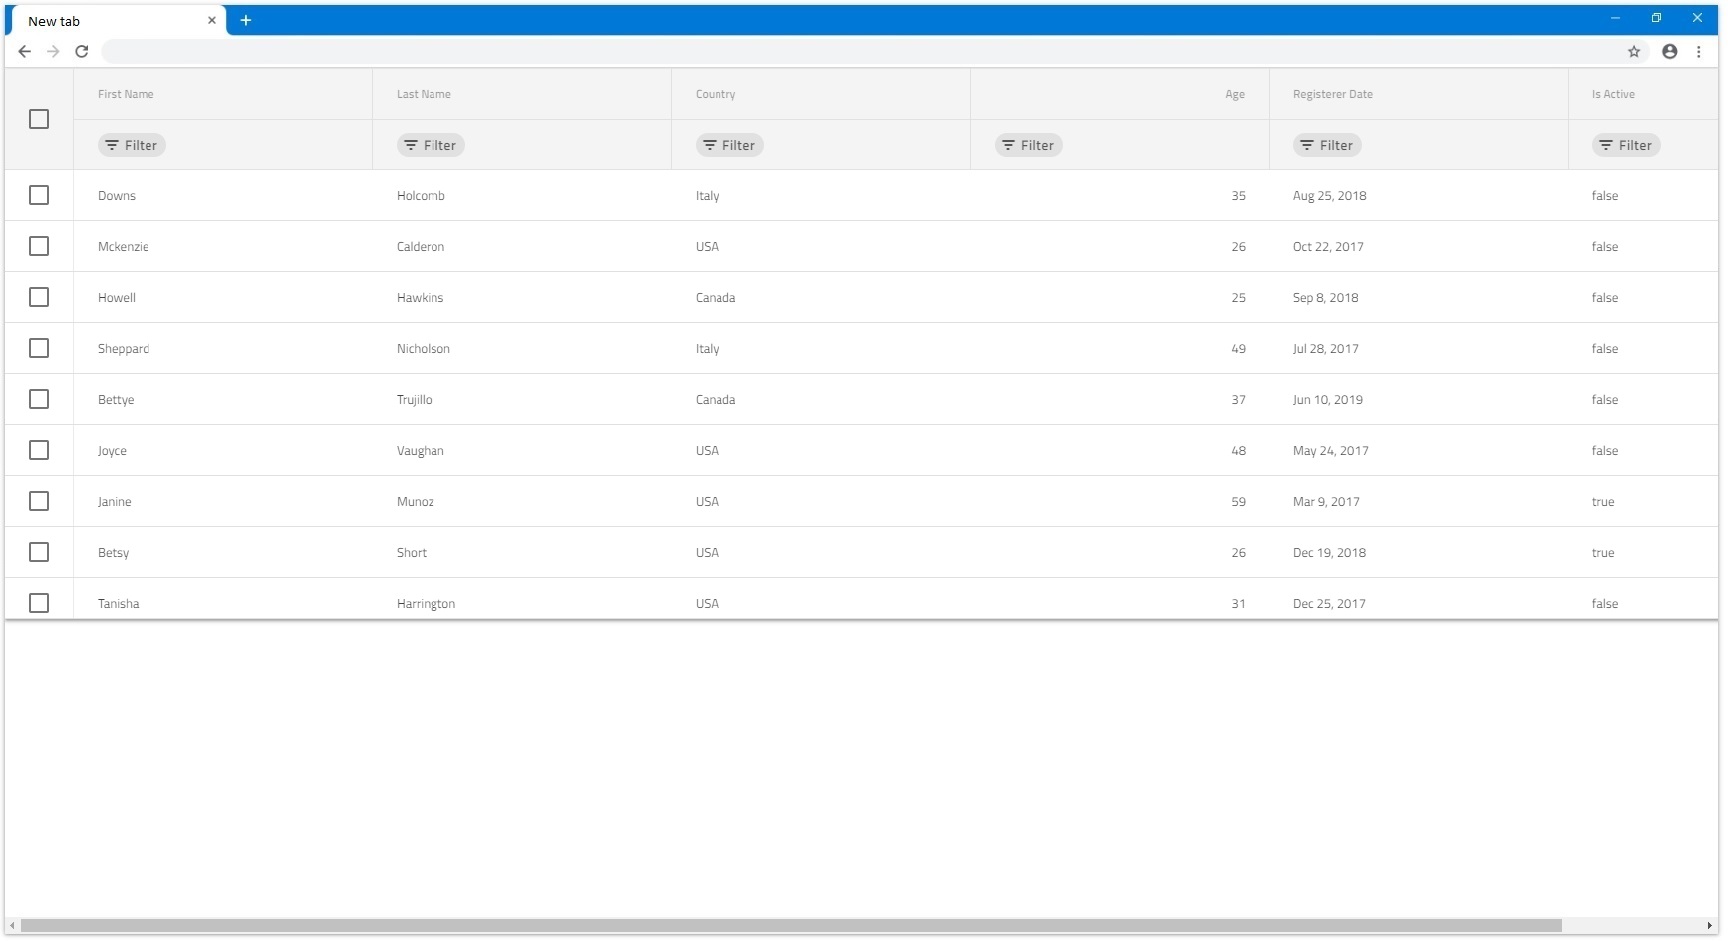 New tab
First Name Last Name Country Age Registerer Date Is Active
Filter Filter Filter Filter Filter Filter
Downs Holcomb Italy 35 Aug 25, 2018 false
Mckenzie Calderon USA 26 Oct 22, 2017 false
Howell Hawkins Canada 25 Sep 8, 2018 false
Sheppard Nicholson Italy 49 Jul 28, 2017 false
Bettye Trujillo Canada 37 Jun 10, 2019 false
Joyce Vaughan USA 48 May 24, 2017 false
Janine Munoz USA 59 Mar 9, 2017 true
Betsy Short USA 26 Dec 19, 2018 true
Tanisha Harrington USA 31 Dec 25, 2017 false